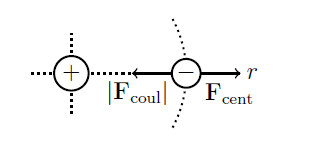 + − r
|F_coul| F_cent